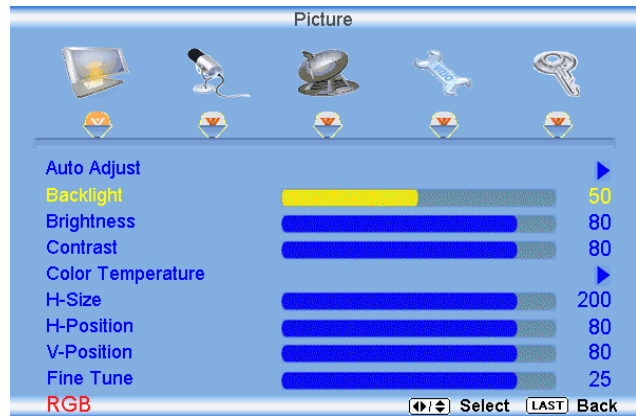 Picture
VIZIO
Auto Adjust
Backlight 50
Brightness 80
Contrast 80
Color Temperature
H-Size 200
H-Position 80
V-Position 80
Fine Tune 25
RGB Select LAST Back